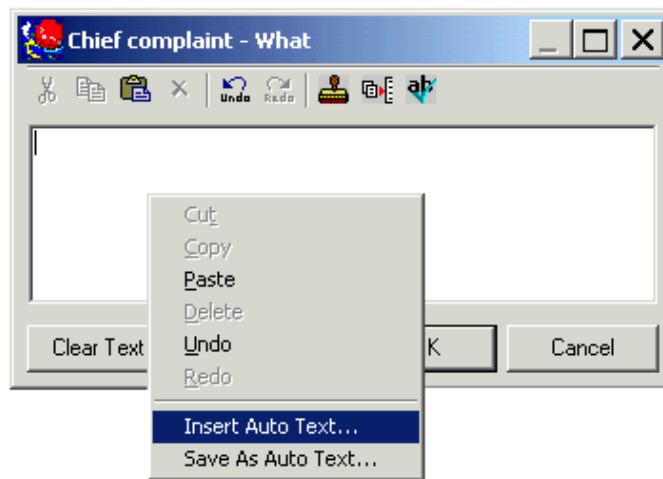 Chief complaint - What
Undo Redo
ab
Cut
Copy
Paste
Delete
Undo
Redo
Insert Auto Text...
Save As Auto Text...
Clear Text
K
Cancel